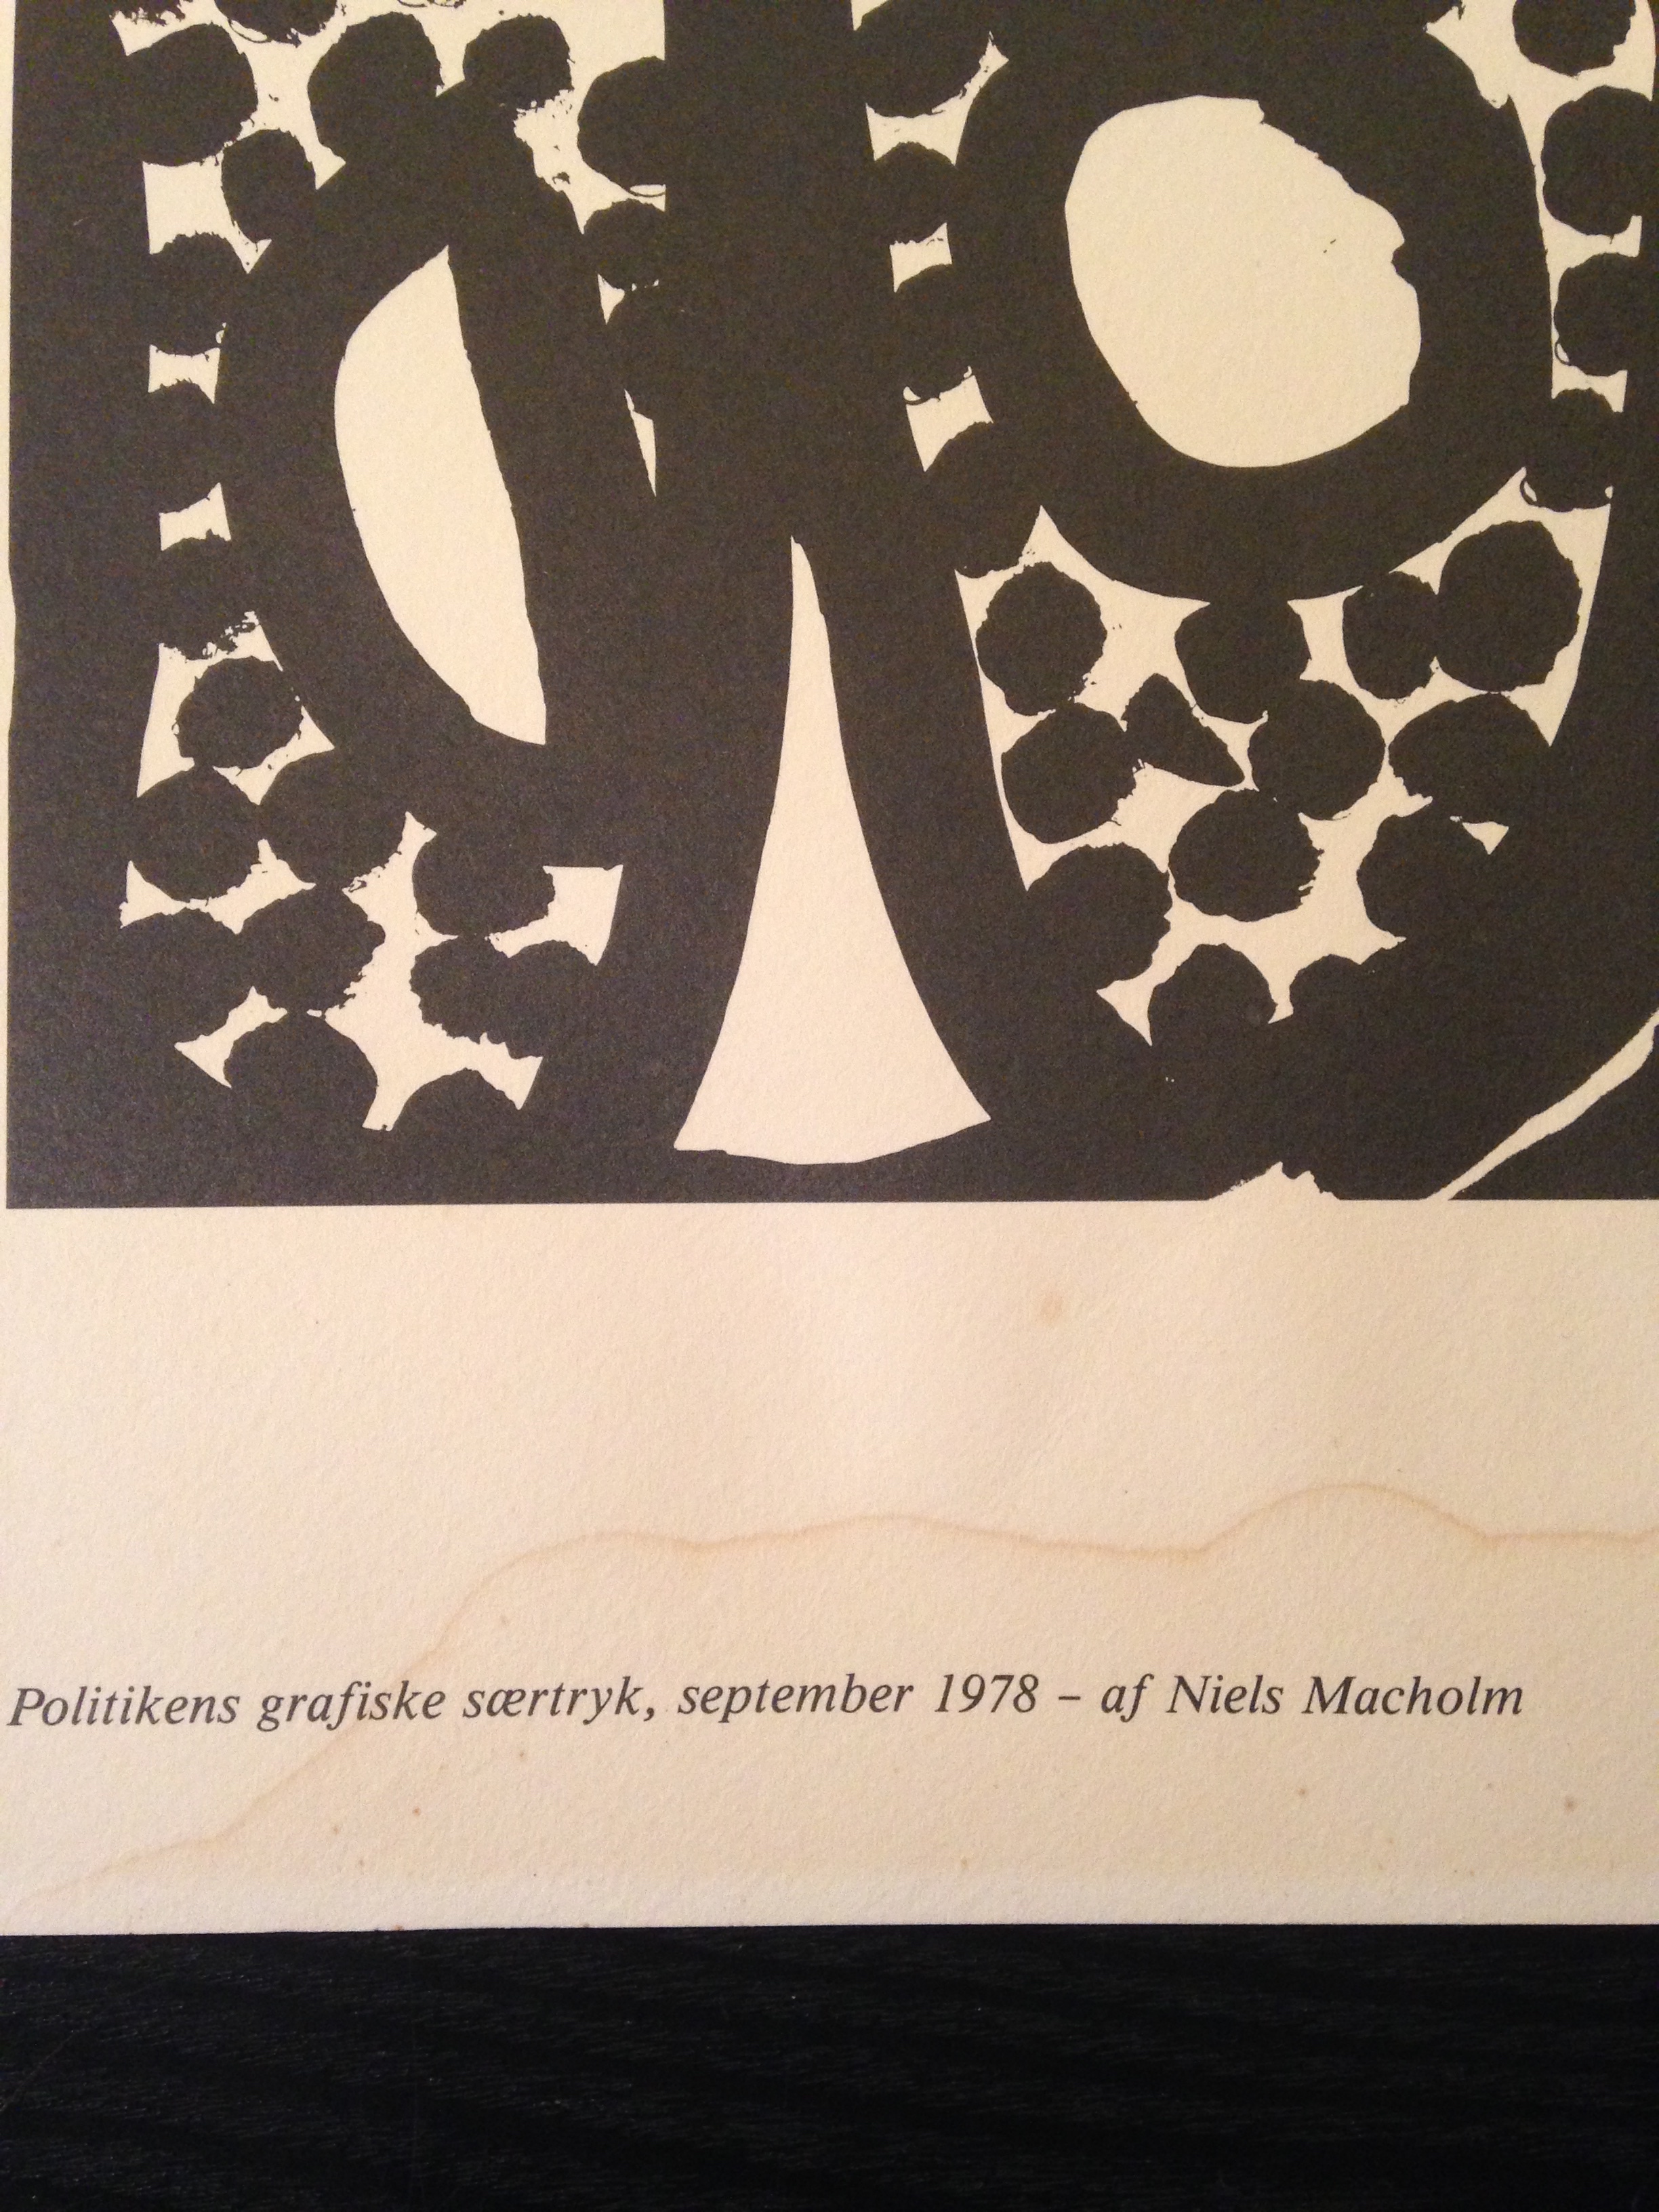 Politikens grafiske særtryk, september 1978 – af Niels Macholm